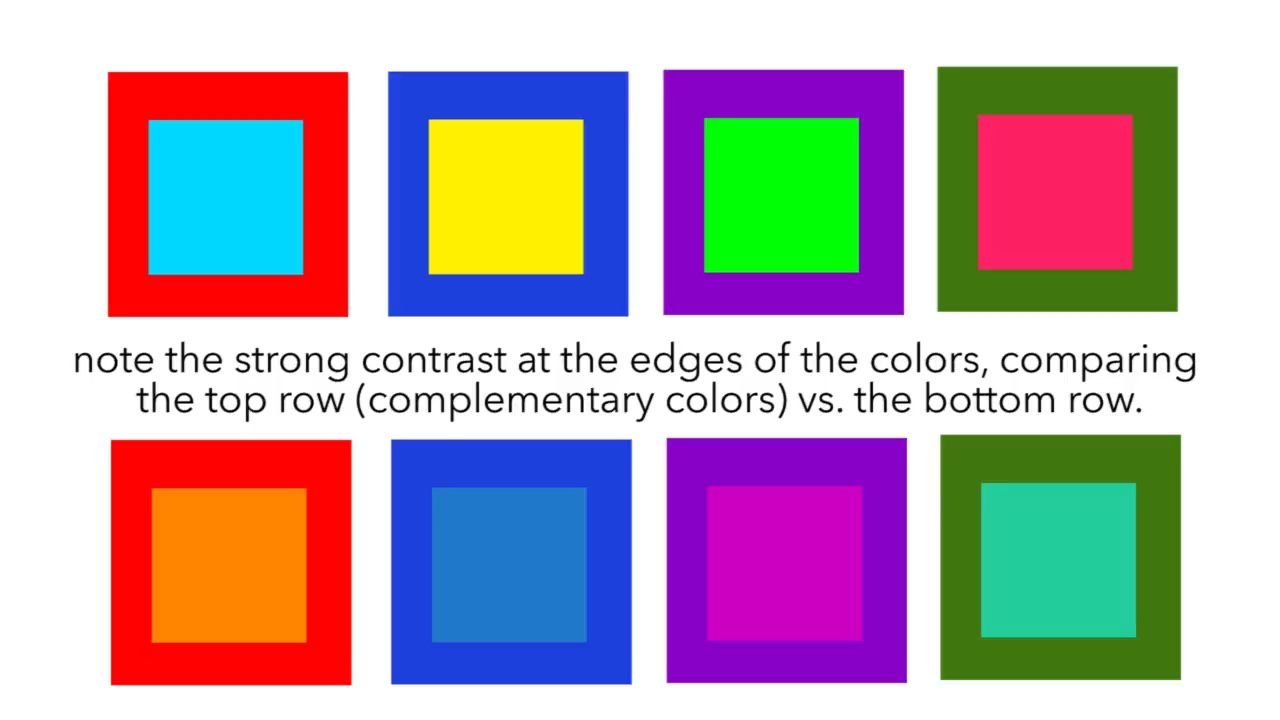 note the strong contrast at the edges of the colors, comparing
the top row (complementary colors) vs. the bottom row.